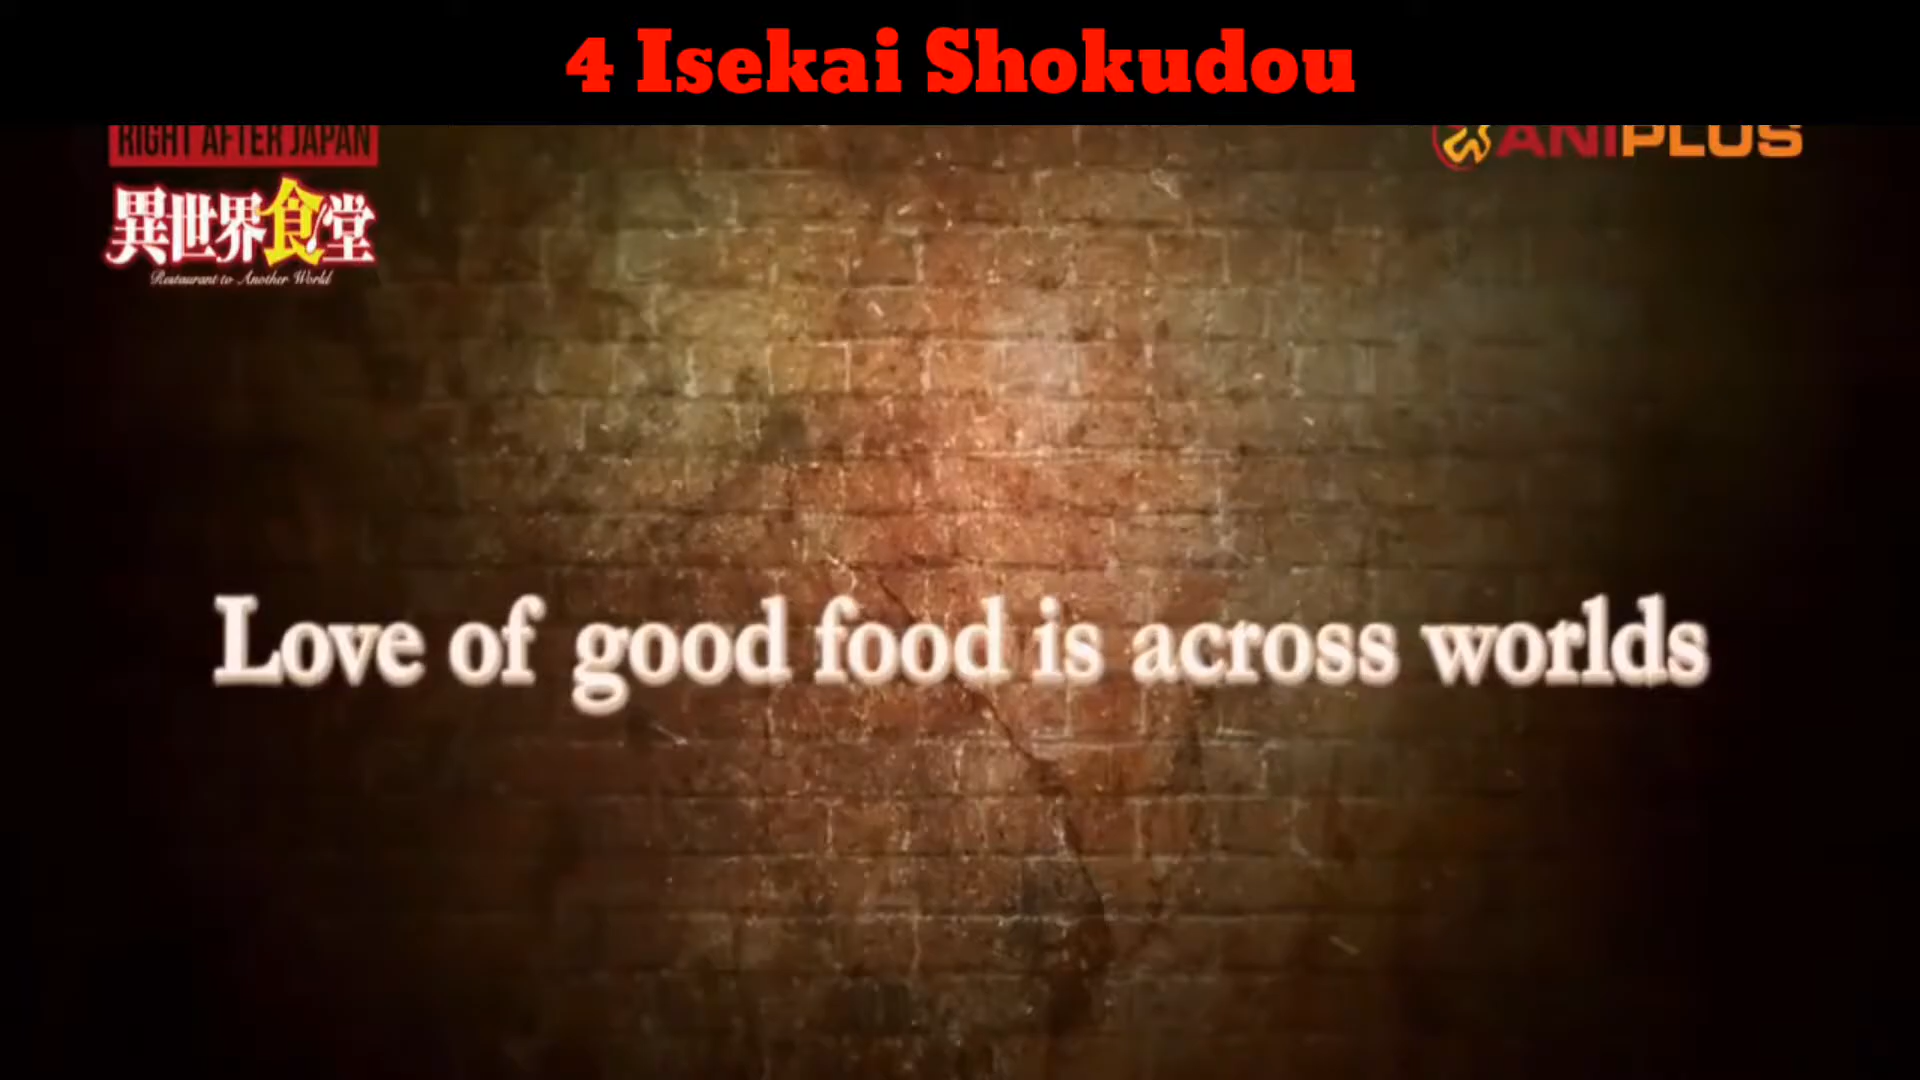 4 Isekai Shokudou
RIGHT AFTER JAPAN
ANIPLUS
異世界食堂
Restaurant to Another World
Love of good food is across worlds